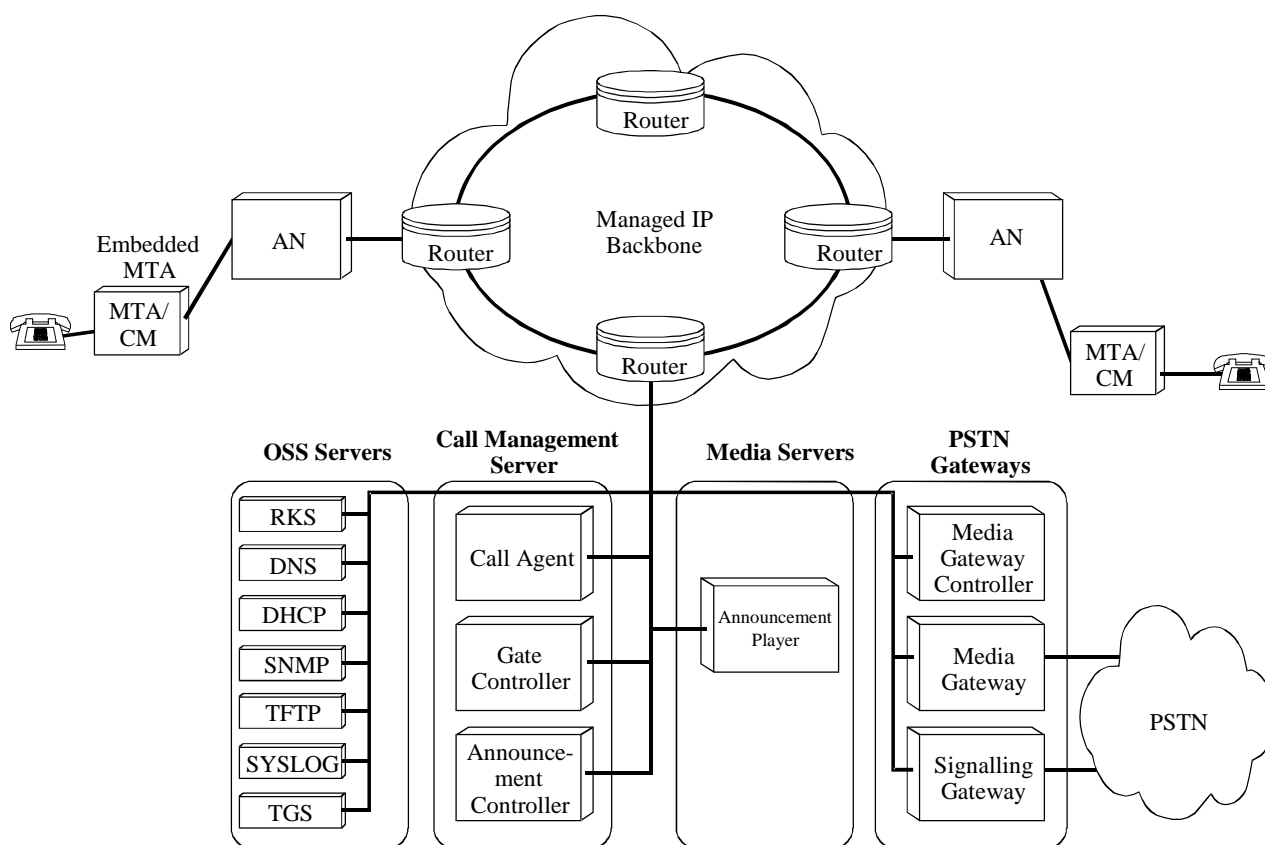 Router
Managed IP
Backbone
AN
Router
Router
AN
Embedded
MTA
MTA/
CM
Router
MTA/
CM
OSS Servers
Call Management
Server
Media Servers
PSTN
Gateways
RKS
DNS
DHCP
SNMP
TFTP
SYSLOG
TGS
Call Agent
Gate
Controller
Announce-
ment
Controller
Announcement
Player
Media
Gateway
Controller
Media
Gateway
Signalling
Gateway
PSTN